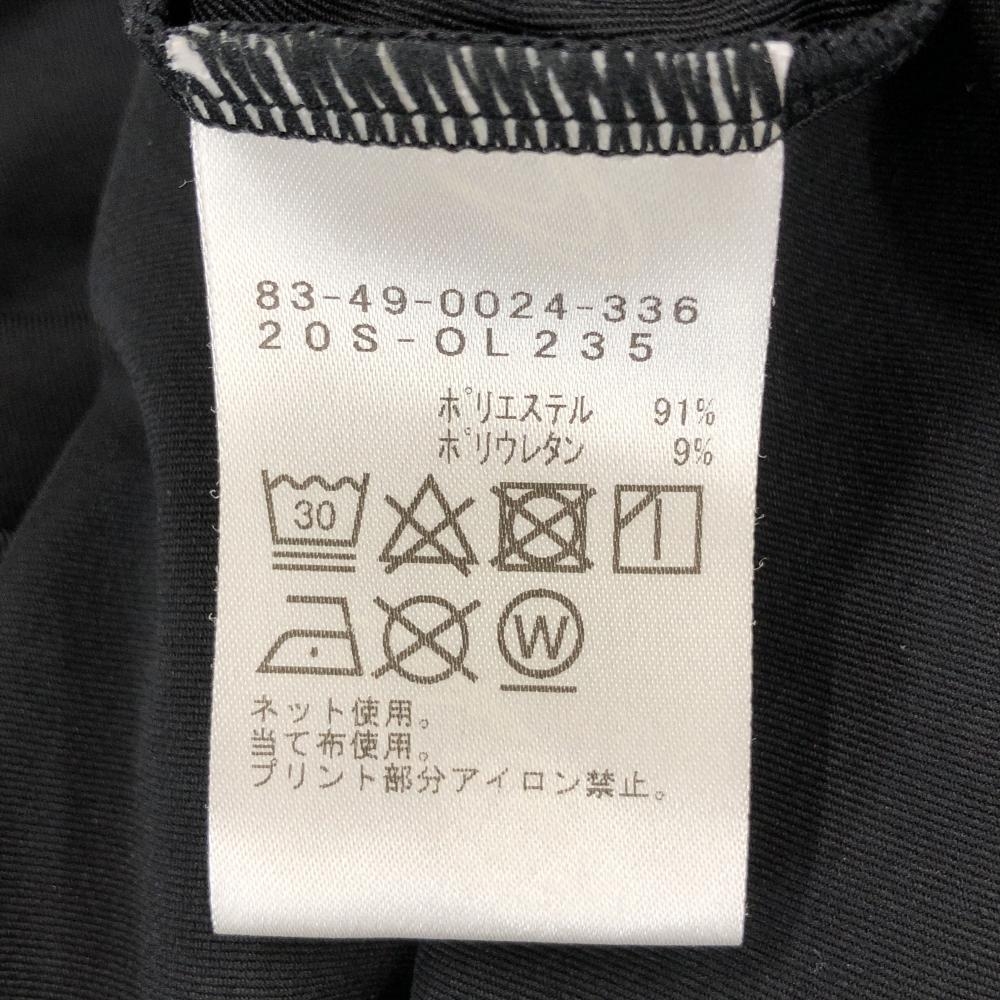 83-49-0024-336
20S-OL235
ポリエステル 91%
ポリウレタン 9%
30
W
ネット使用。
当て布使用。
プリント部分アイロン禁止。